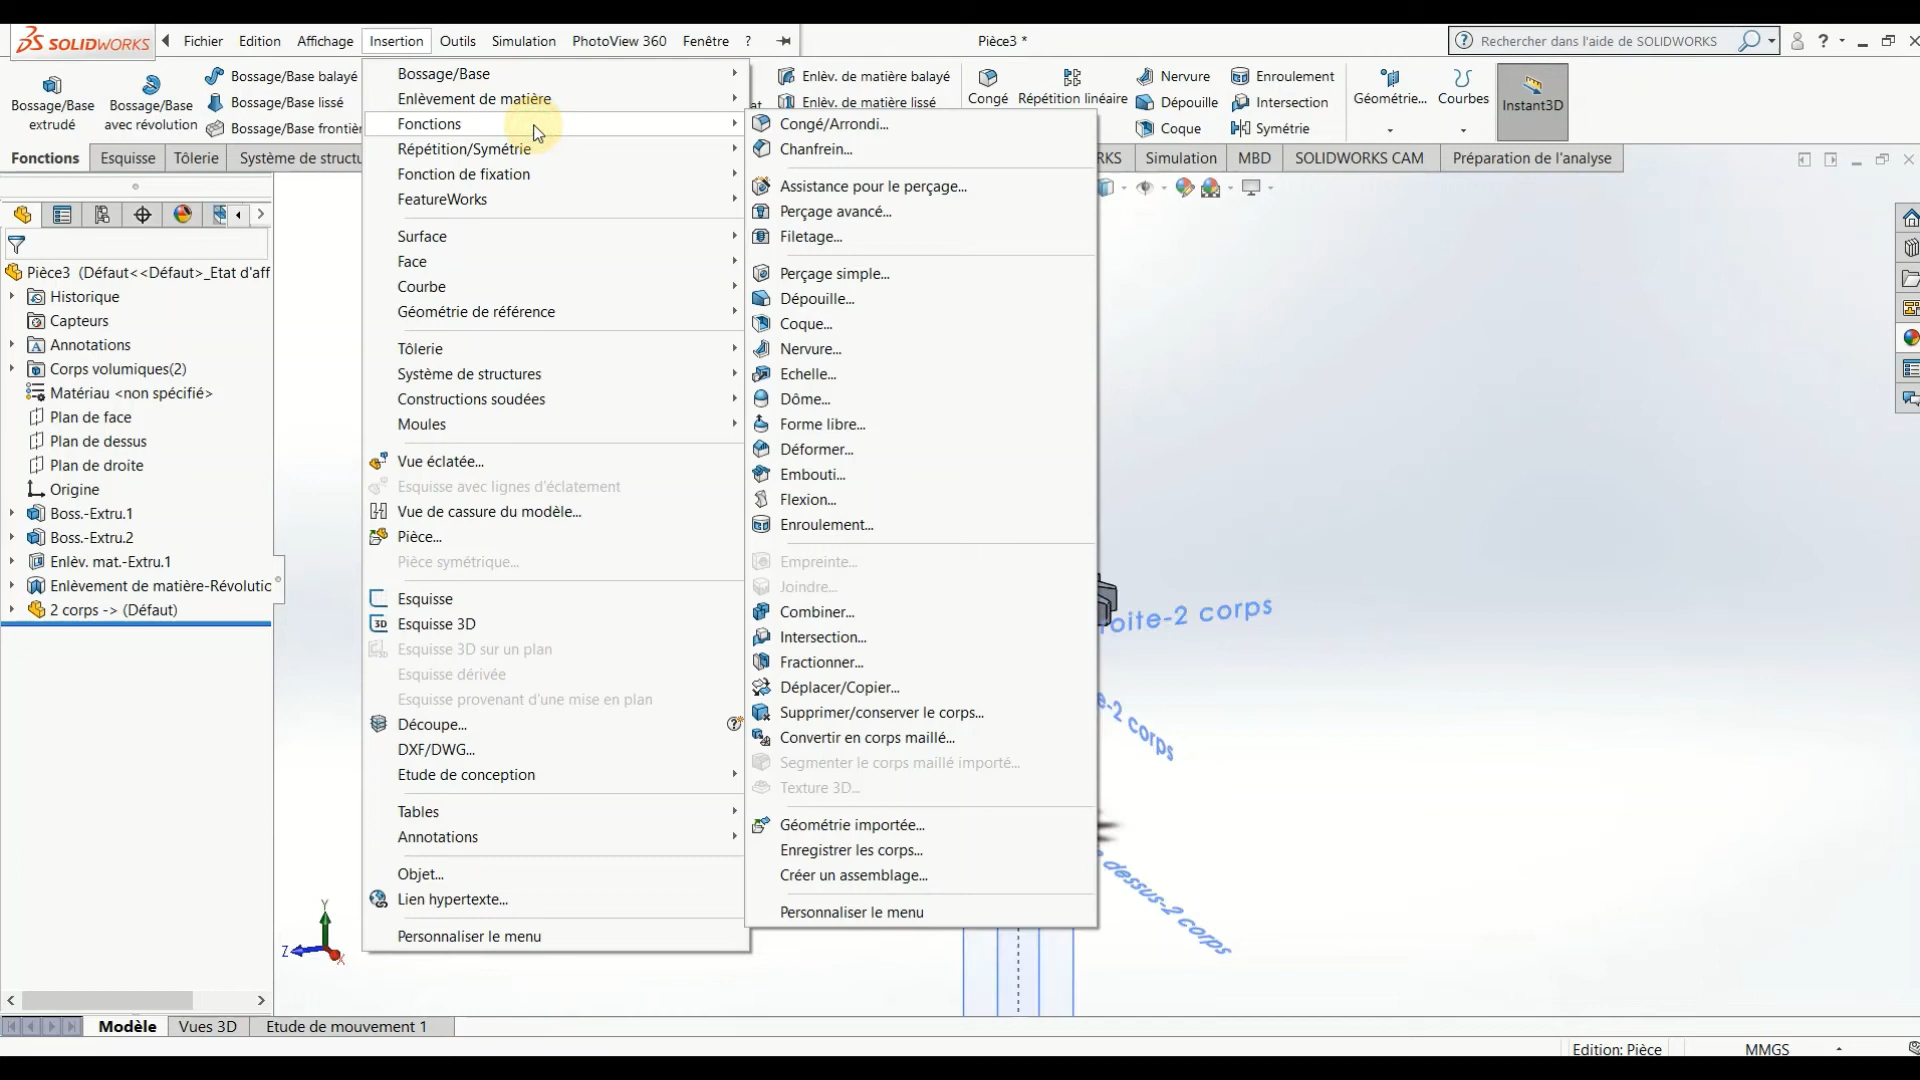 SOLIDWORKS Fichier Edition Affichage Insertion Outils Simulation PhotoView 360 Fenêtre ? Pièce3 * Rechercher dans l'aide de SOLIDWORKS ?
Bossage/Base extrudé
Bossage/Base avec révolution
Bossage/Base balayé
Bossage/Base lissé
Bossage/Base frontièr
Enlèv. de matière balayé
Enlèv. de matière lissé
Congé
Répétition linéaire
Nervure
Dépouille
Coque
Enroulement
Intersection
Symétrie
Géométrie...
Courbes
Instant3D
Fonctions Esquisse Tôlerie Système de structu RKS Simulation MBD SOLIDWORKS CAM Préparation de l'analyse
Pièce3 (Défaut<<Défaut>_Etat d'aff
Historique
Capteurs
Annotations
Corps volumiques(2)
Matériau <non spécifié>
Plan de face
Plan de dessus
Plan de droite
Origine
Boss.-Extru.1
Boss.-Extru.2
Enlèv. mat.-Extru.1
Enlèvement de matière-Révolutio
2 corps -> (Défaut)
Bossage/Base
Enlèvement de matière
Fonctions
Répétition/Symétrie
Fonction de fixation
FeatureWorks
Surface
Face
Courbe
Géométrie de référence
Tôlerie
Système de structures
Constructions soudées
Moules
Vue éclatée...
Esquisse avec lignes d'éclatement
Vue de cassure du modèle...
Pièce...
Pièce symétrique...
Esquisse
3D Esquisse 3D
Esquisse 3D sur un plan
Esquisse dérivée
Esquisse provenant d'une mise en plan
Découpe...
DXF/DWG...
Etude de conception
Tables
Annotations
Objet...
Lien hypertexte...
Personnaliser le menu
Congé/Arrondi...
Chanfrein...
Assistance pour le perçage...
Perçage avancé...
Filetage...
Perçage simple...
Dépouille...
Coque...
Nervure...
Echelle...
Dôme...
Forme libre...
Déformer...
Embouti...
Flexion...
Enroulement...
Empreinte...
Joindre...
Combiner...
Intersection...
Fractionner...
Déplacer/Copier...
Supprimer/conserver le corps...
Convertir en corps maillé...
Segmenter le corps maillé importé...
Texture 3D...
Géométrie importée...
Enregistrer les corps...
Créer un assemblage...
Personnaliser le menu
roite-2 corps
e-2 corps
dessus-2 corps
Y
Z
X
Modèle Vues 3D Etude de mouvement 1
Edition: Pièce MMGS